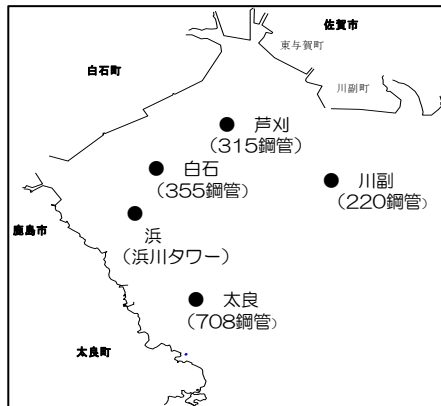 佐賀市
東与賀町
白石町
川副町
芦刈
（315鋼管）
白石
（355鋼管）
川副
（220鋼管）
鹿島市
浜
（浜川タワー）
太良
（708鋼管）
太良町